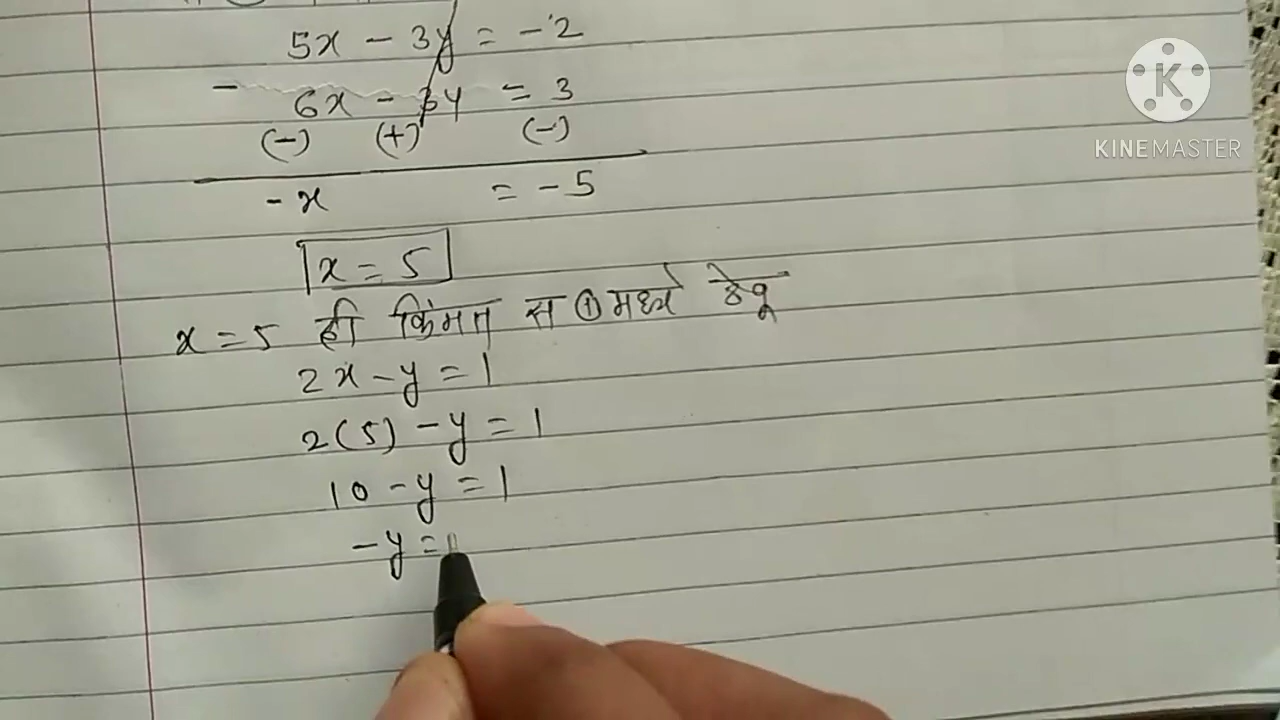 5x - 3y = -2
- 6x - 3y = 3
(-) (+) (-)
-x = -5
x = 5
x = 5 ही किंमत स ① मध्ये ठेवू
2x - y = 1
2(5) - y = 1
10 - y = 1
-y =
K
KINEMASTER